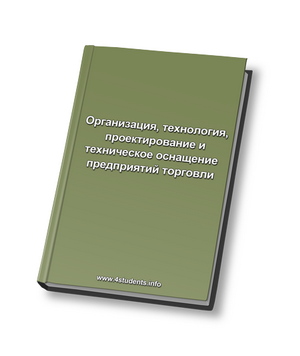 Организация, технология,
проектирование и
техническое оснащение
предприятий торговли
www.4students.info